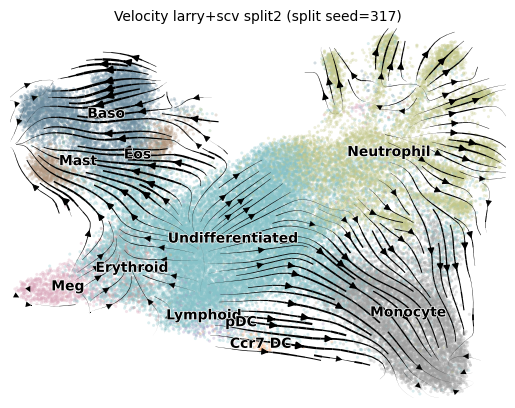 Velocity larry+scv split2 (split seed=317)
Baso
Eos
Mast
Neutrophil
Undifferentiated
Erythroid
Meg
Lymphoid
pDC
Monocyte
Ccr7 DC